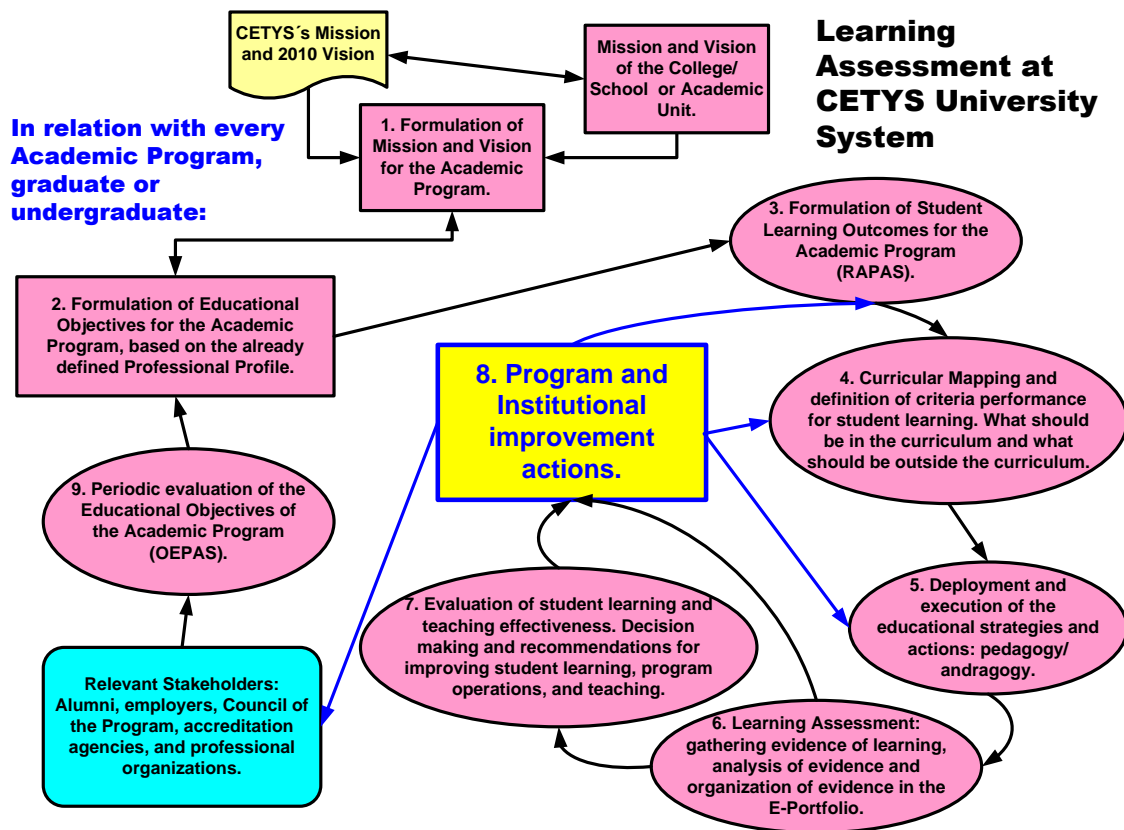 CETYS´s Mission
and 2010 Vision
Mission and Vision
of the College/
School or Academic
Unit.
Learning
Assessment at
CETYS University
System
In relation with every
Academic Program,
graduate or
undergraduate:
1. Formulation of
Mission and Vision
for the Academic
Program.
2. Formulation of Educational
Objectives for the Academic
Program, based on the already
defined Professional Profile.
3. Formulation of Student
Learning Outcomes for the
Academic Program
(RAPAS).
8. Program and
Institutional
improvement
actions.
4. Curricular Mapping and
definition of criteria performance
for student learning. What should
be in the curriculum and what
should be outside the curriculum.
9. Periodic evaluation of the
Educational Objectives of
the Academic Program
(OEPAS).
7. Evaluation of student learning and
teaching effectiveness. Decision
making and recommendations for
improving student learning, program
operations, and teaching.
5. Deployment and
execution of the
educational strategies and
actions: pedagogy/
andragogy.
Relevant Stakeholders:
Alumni, employers, Council of
the Program, accreditation
agencies, and professional
organizations.
6. Learning Assessment:
gathering evidence of learning,
analysis of evidence and
organization of evidence in the
E-Portfolio.